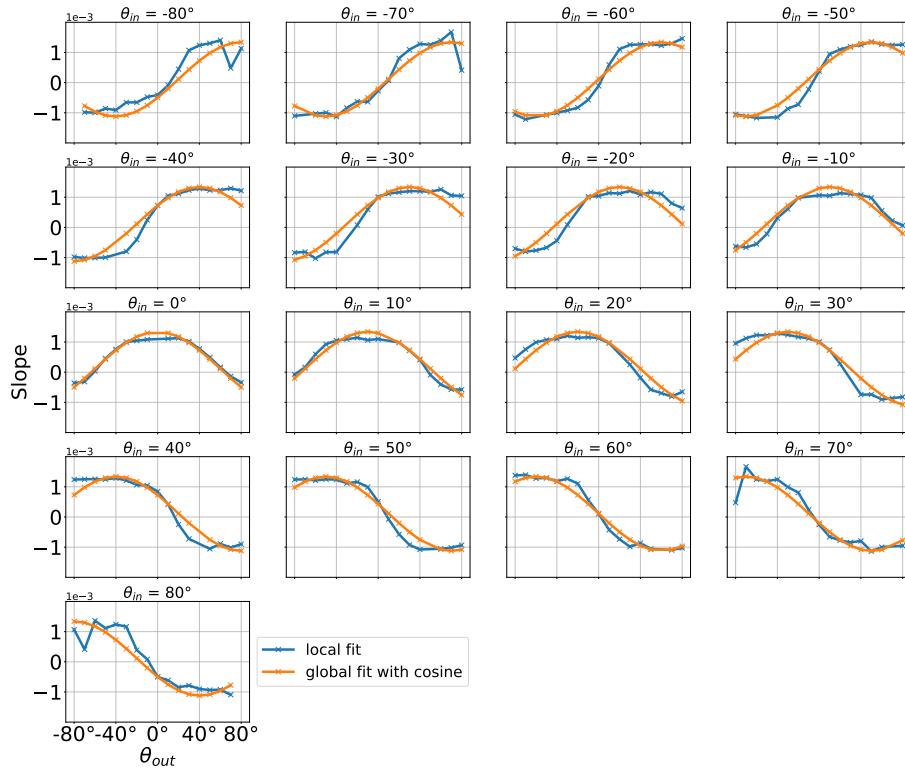 θin = -80° θin = -70° θin = -60° θin = -50°
1e−3
1
0
−1
θin = -40° θin = -30° θin = -20° θin = -10°
1e−3
1
0
−1
θin = 0° θin = 10° θin = 20° θin = 30°
1e−3
1
0
−1
Slope
θin = 40° θin = 50° θin = 60° θin = 70°
1e−3
1
0
−1
θin = 80°
1e−3
1
0
−1
local fit
global fit with cosine
-80° -40° 0° 40° 80°
θout